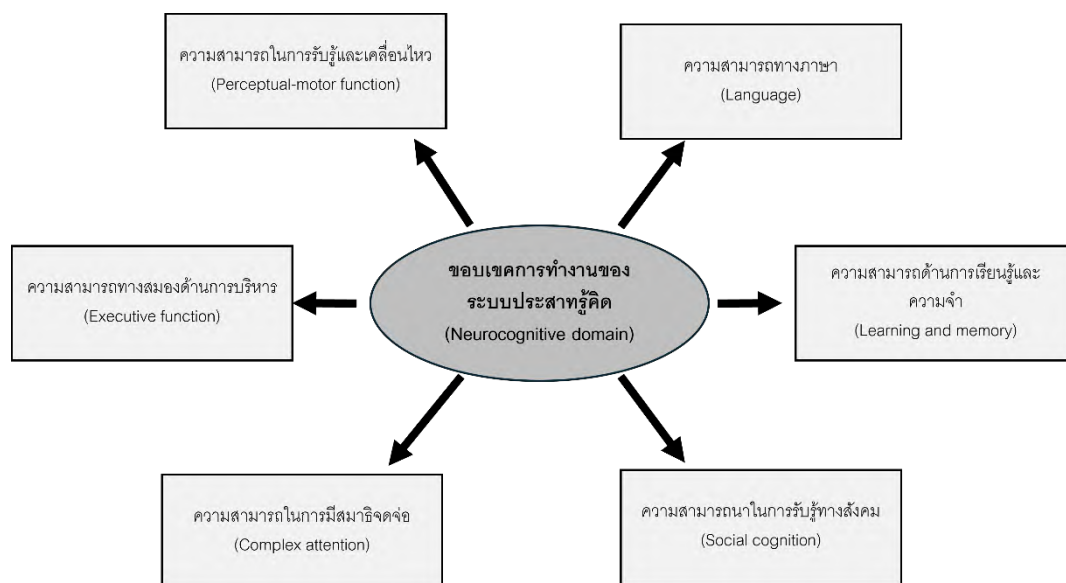 ความสามารถในการรับรู้และเคลื่อนไหว
(Perceptual-motor function)
ความสามารถทางภาษา
(Language)
ความสามารถทางสมองด้านการบริหาร
(Executive function)
ขอบเขตการทำงานของ
ระบบประสาทรู้คิด
(Neurocognitive domain)
ความสามารถด้านการเรียนรู้และ
ความจำ
(Learning and memory)
ความสามารถในการมีสมาธิจดจ่อ
(Complex attention)
ความสามารถนาในการรับรู้ทางสังคม
(Social cognition)